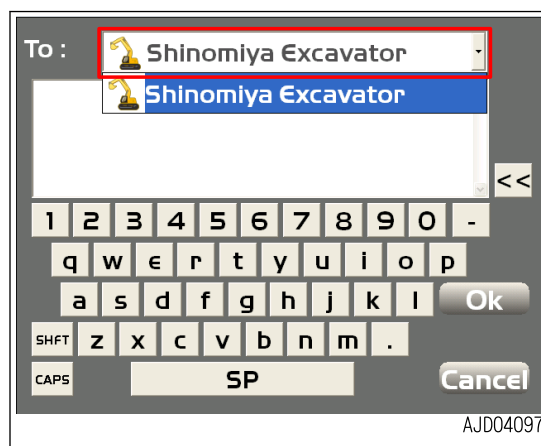 To : Shinomiya Excavator
Shinomiya Excavator
<<
1 2 3 4 5 6 7 8 9 0 -
q w e r t y u i o p
a s d f g h j k l Ok
SHFT z x c v b n m .
CAPS SP Cancel
AJD04097